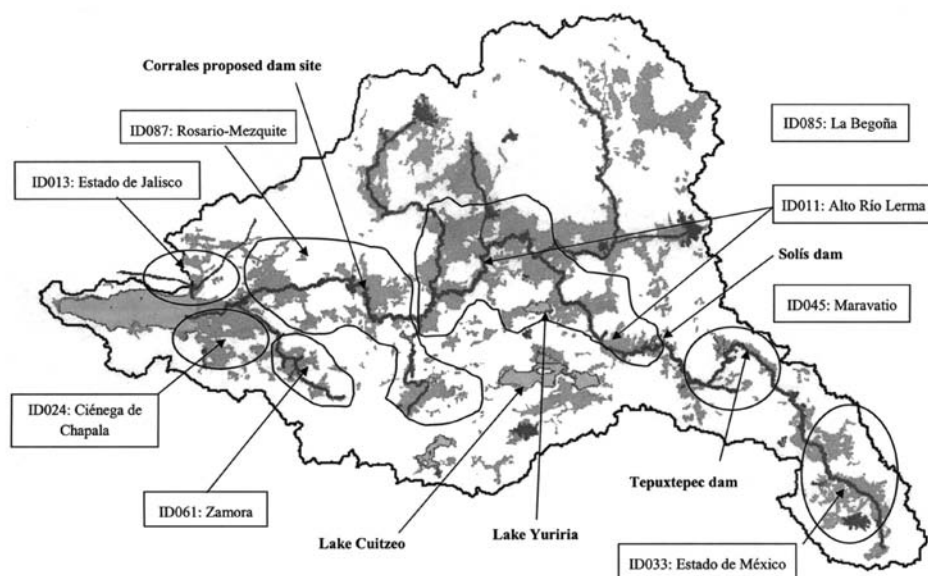 Corrales proposed dam site
ID087: Rosario-Mezquite
ID085: La Begoña
ID013: Estado de Jalisco
ID011: Alto Río Lerma
Solís dam
ID045: Maravatio
ID024: Ciénega de
Chapala
Tepuxtepec dam
ID061: Zamora
Lake Cuitzeo
Lake Yuriria
ID033: Estado de México